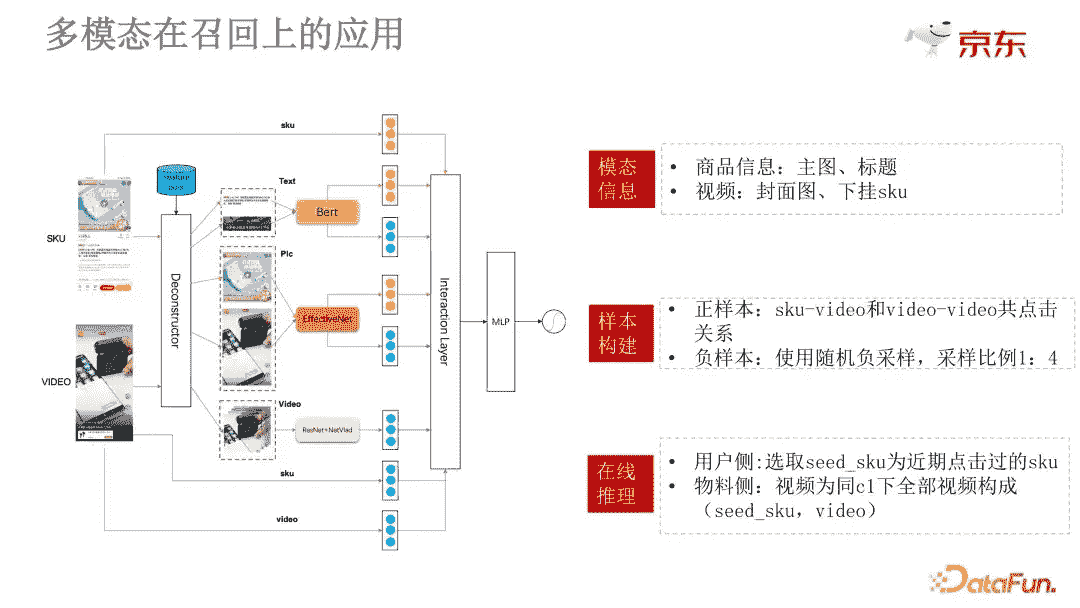 多模态在召回上的应用
京东
sku
Text
Bert
SKU
Pic
Deconstructor
EffectiveNet
Interaction Layer
MLP
VIDEO
Video
ResNet+NetVlad
sku
video
模态
信息
• 商品信息：主图、标题
• 视频：封面图、下挂sku
样本
构建
• 正样本：sku-video和video-video共点击
关系
• 负样本：使用随机负采样，采样比例1：4
在线
推理
• 用户侧:选取seed_sku为近期点击过的sku
• 物料侧：视频为同c1下全部视频构成
（seed_sku，video）
DataFun.